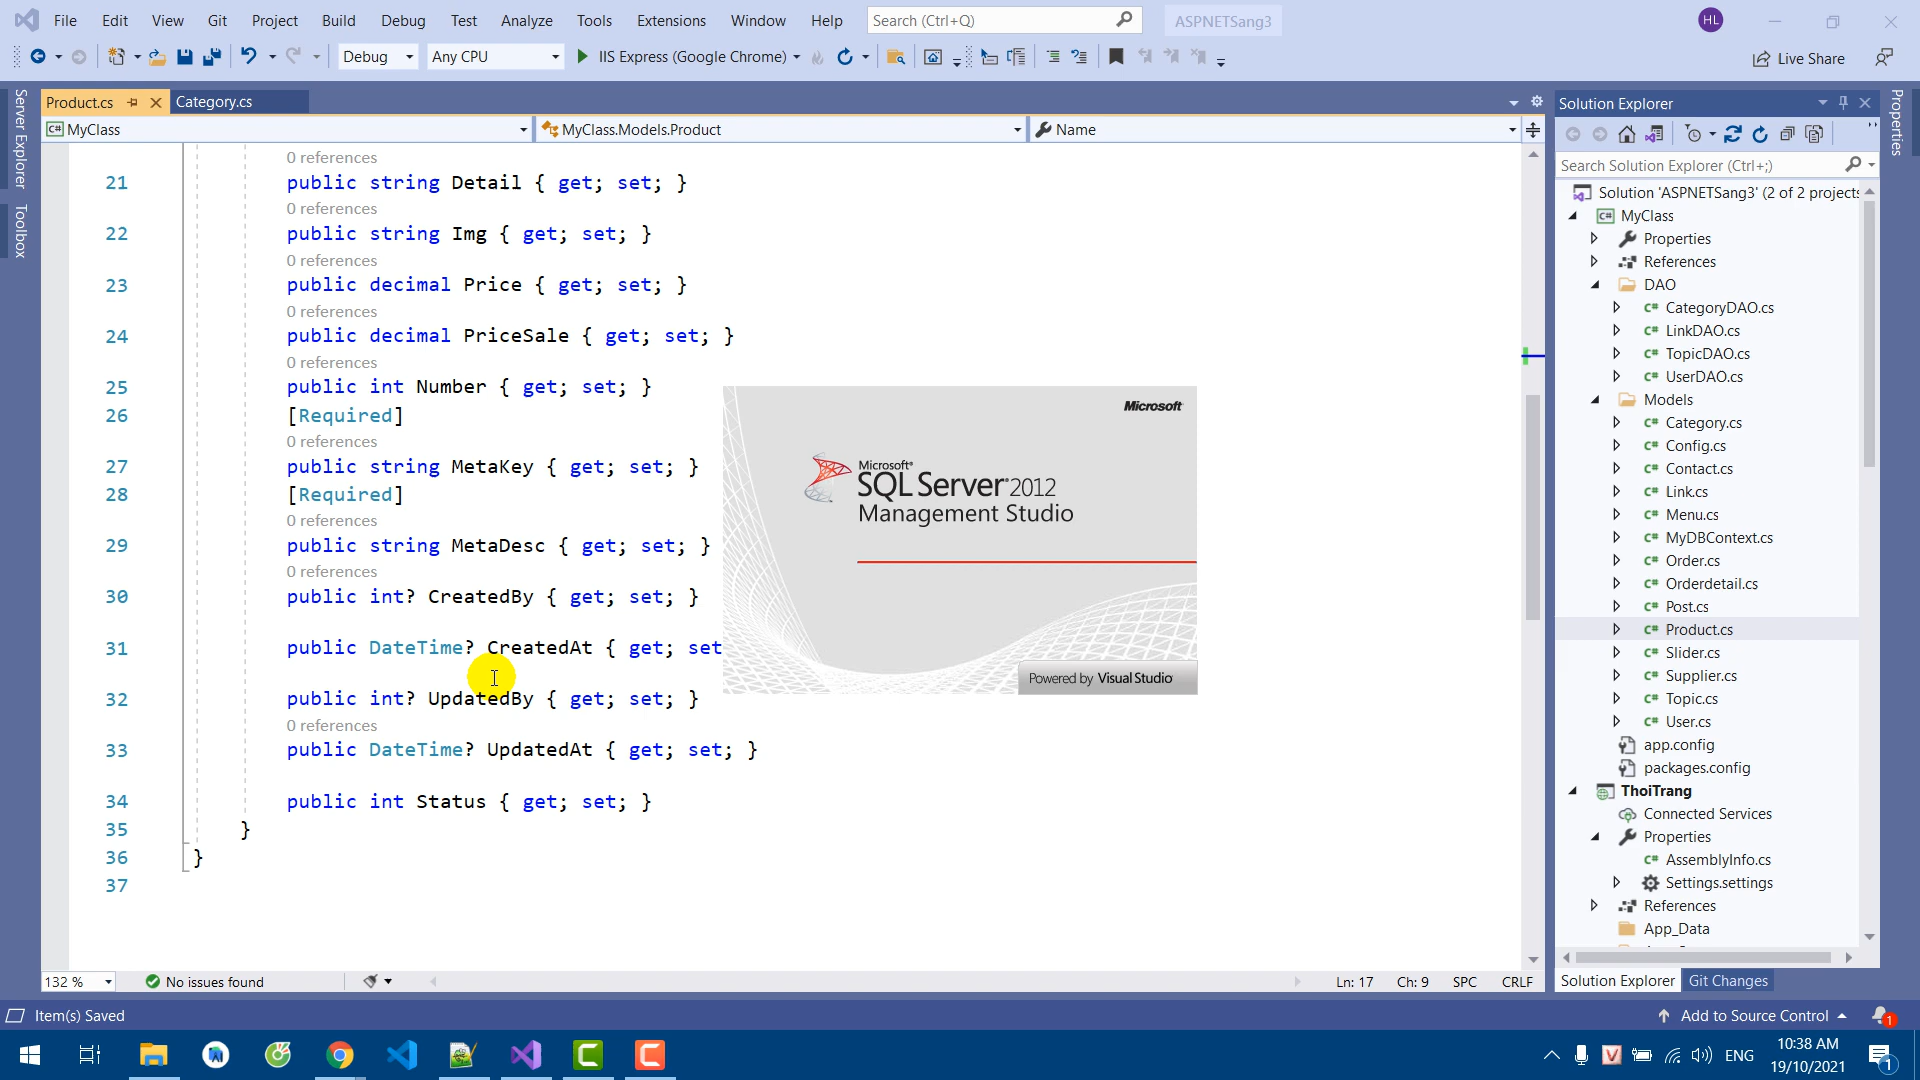 File Edit View Git Project Build Debug Test Analyze Tools Extensions Window Help Search (Ctrl+Q) ASPNETSang3 HL
Debug Any CPU IIS Express (Google Chrome) Live Share
Server Explorer
Toolbox
Product.cs Category.cs
MyClass MyClass.Models.Product Name
0 references
21 public string Detail { get; set; }
0 references
22 public string Img { get; set; }
0 references
23 public decimal Price { get; set; }
0 references
24 public decimal PriceSale { get; set; }
0 references
25 public int Number { get; set; }
26 [Required]
0 references
27 public string MetaKey { get; set; }
28 [Required]
0 references
29 public string MetaDesc { get; set; }
0 references
30 public int? CreatedBy { get; set; }
31 public DateTime? CreatedAt { get; set
32 public int? UpdatedBy { get; set; }
0 references
33 public DateTime? UpdatedAt { get; set; }
34 public int Status { get; set; }
35 }
36 }
37
Microsoft
Microsoft®
SQL Server® 2012
Management Studio
Powered by Visual Studio
132 % No issues found Ln: 17 Ch: 9 SPC CRLF
Solution Explorer
Search Solution Explorer (Ctrl+;)
Solution 'ASPNETSang3' (2 of 2 projects
C# MyClass
Properties
References
DAO
C# CategoryDAO.cs
C# LinkDAO.cs
C# TopicDAO.cs
C# UserDAO.cs
Models
C# Category.cs
C# Config.cs
C# Contact.cs
C# Link.cs
C# Menu.cs
C# MyDBContext.cs
C# Order.cs
C# Orderdetail.cs
C# Post.cs
C# Product.cs
C# Slider.cs
C# Supplier.cs
C# Topic.cs
C# User.cs
app.config
packages.config
ThoiTrang
Connected Services
Properties
C# AssemblyInfo.cs
Settings.settings
References
App_Data
Solution Explorer Git Changes
Properties
Item(s) Saved Add to Source Control 1
ENG 10:38 AM
19/10/2021 1